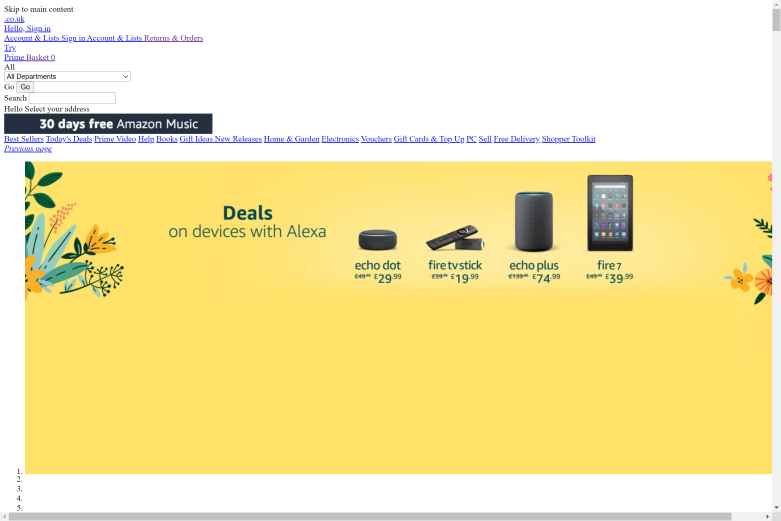 Skip to main content
.co.uk
Hello, Sign in
Account & Lists Sign in Account & Lists Returns & Orders
Try
Prime Basket 0
All
All Departments
Go Go
Search
Hello Select your address
30 days free Amazon Music
Best Sellers Today's Deals Prime Video Help Books Gift Ideas New Releases Home & Garden Electronics Vouchers Gift Cards & Top Up PC Sell Free Delivery Shopper Toolkit
Previous page
Deals
on devices with Alexa
echo dot
£49.99 £29.99
fire tv stick
£39.99 £19.99
echo plus
£139.99 £74.99
fire 7
£49.99 £39.99
1.
2.
3.
4.
5.